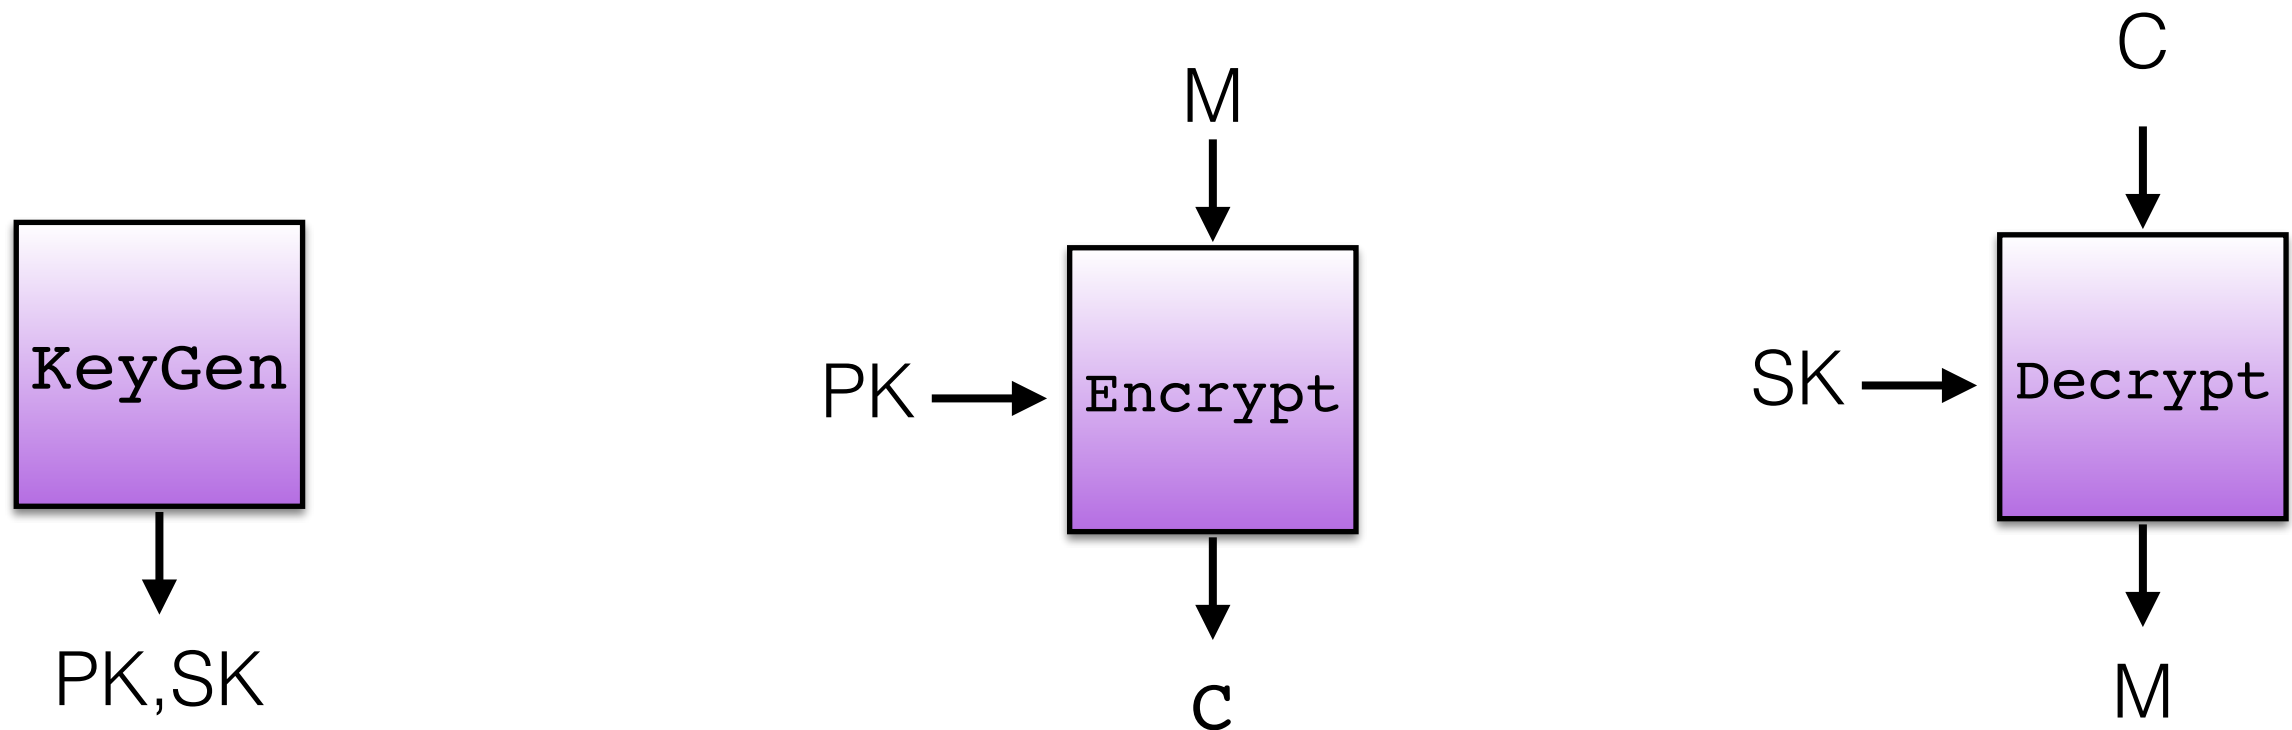 KeyGen
PK,SK
M
PK
Encrypt
C
C
SK
Decrypt
M